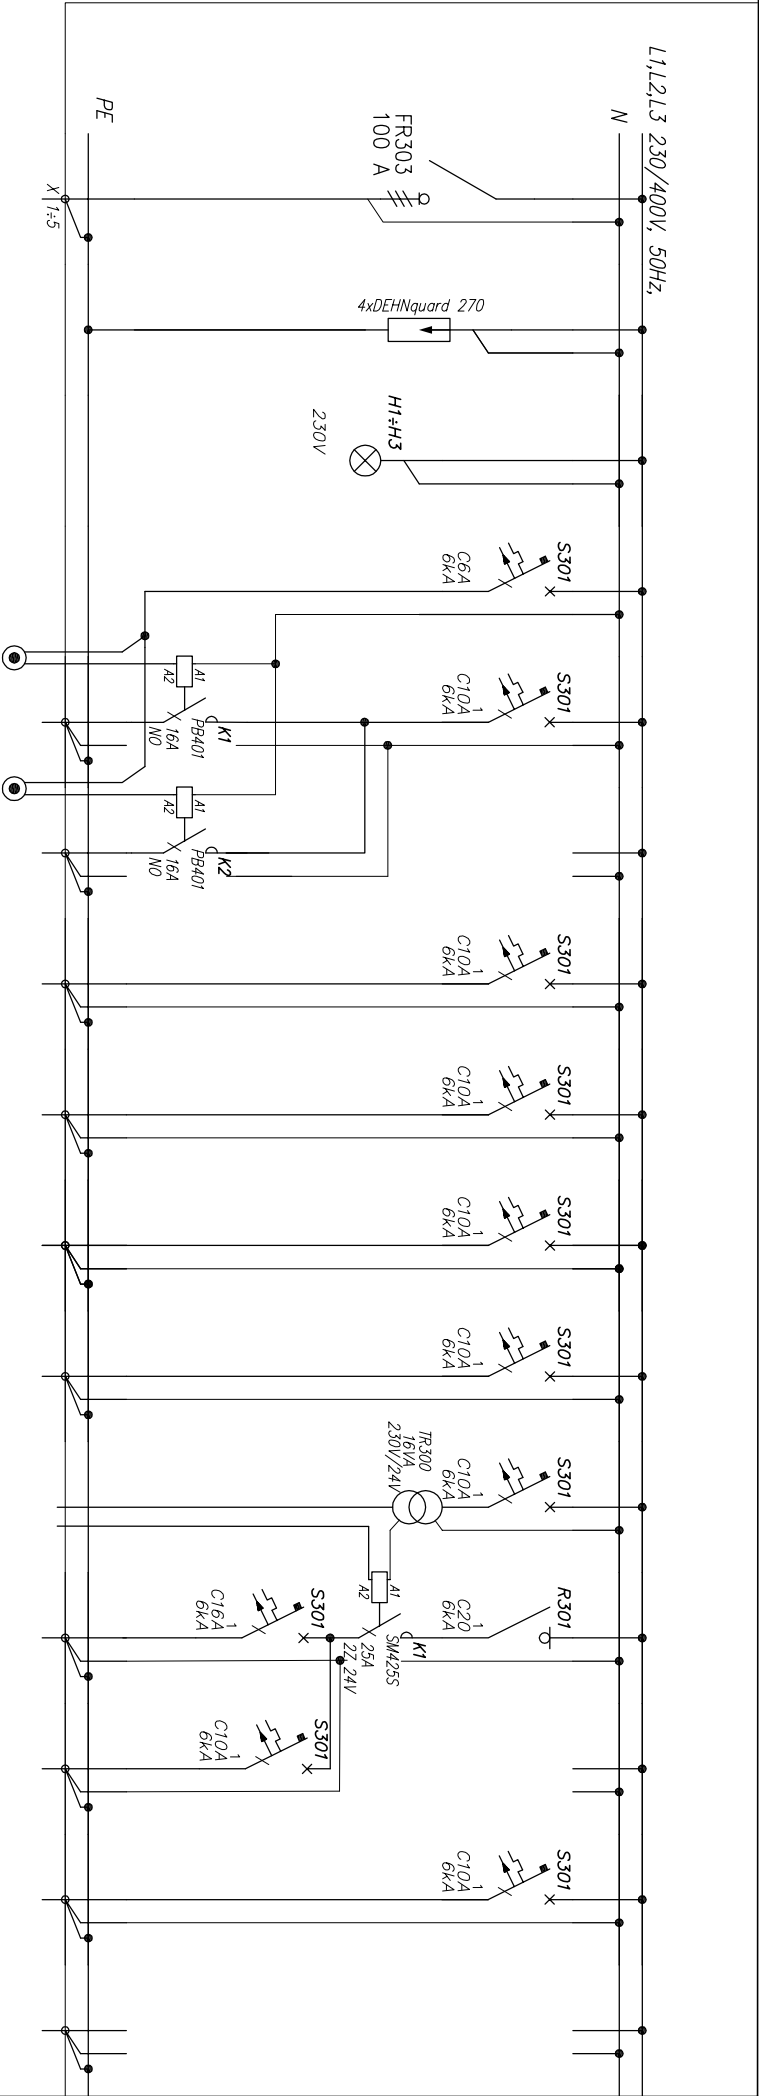 L1,L2,L3 230/400V, 50Hz,
N
PE
FR303
100 A
X 1÷5
4xDEHNguard 270
H1÷H3
230V
S301
C6A
6kA
A1
A2
K1
PB401
16A
NO
S301
C10A 1
6kA
A1
A2
K2
PB401
16A
NO
S301
C10A 1
6kA
S301
C10A 1
6kA
S301
C10A 1
6kA
S301
C10A 1
6kA
S301
C10A 1
6kA
TR300
16VA
230V/24V
R301
C20 1
6kA
A1
A2
K1
SM425S
25A
2Z 24V
S301
C16A 1
6kA
S301
C10A 1
6kA
S301
C10A 1
6kA